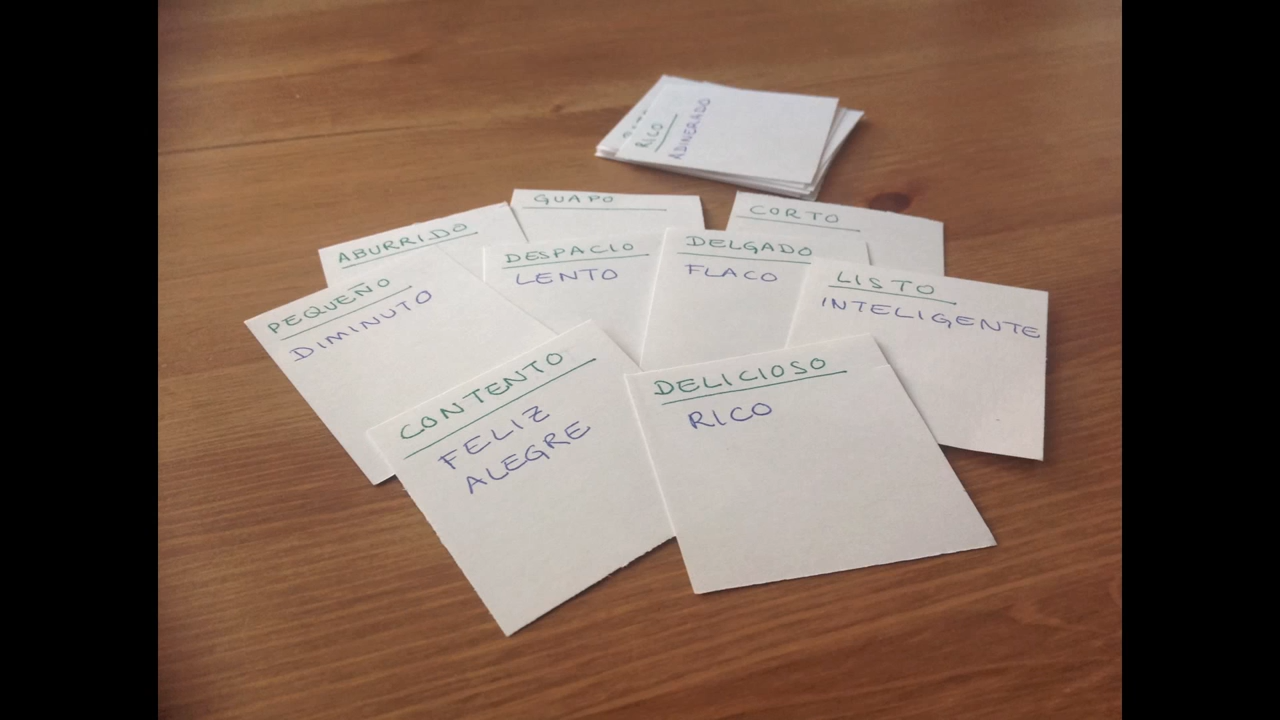 RICO
ADINERADO
GUAPO
CORTO
ABURRIDO
DESPACIO
LENTO
DELGADO
FLACO
PEQUEÑO
DIMINUTO
LISTO
INTELIGENTE
CONTENTO
FELIZ
ALEGRE
DELICIOSO
RICO